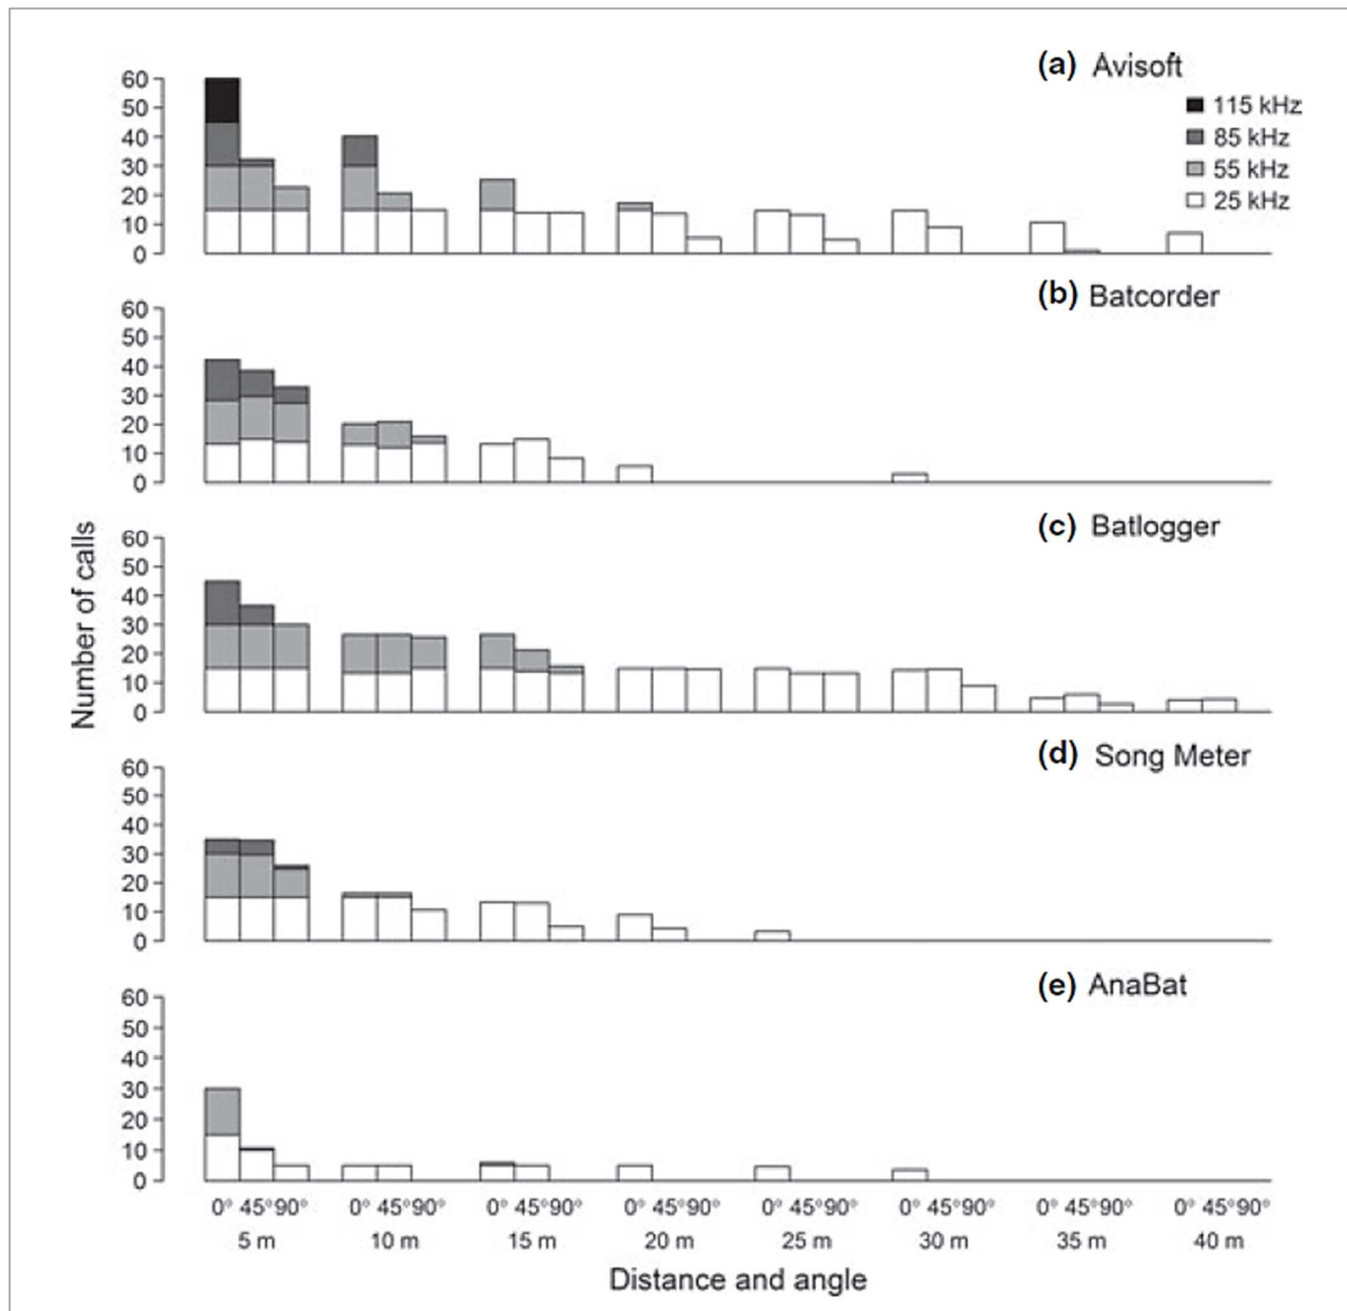 (a) Avisoft
60
50
40
30
20
10
0
115 kHz
85 kHz
55 kHz
25 kHz
(b) Batcorder
60
50
40
30
20
10
0
(c) Batlogger
60
50
40
30
20
10
0
Number of calls
(d) Song Meter
60
50
40
30
20
10
0
(e) AnaBat
60
50
40
30
20
10
0
0° 45°90° 0° 45°90° 0° 45°90° 0° 45°90° 0° 45°90° 0° 45°90° 0° 45°90° 0° 45°90°
5 m 10 m 15 m 20 m 25 m 30 m 35 m 40 m
Distance and angle